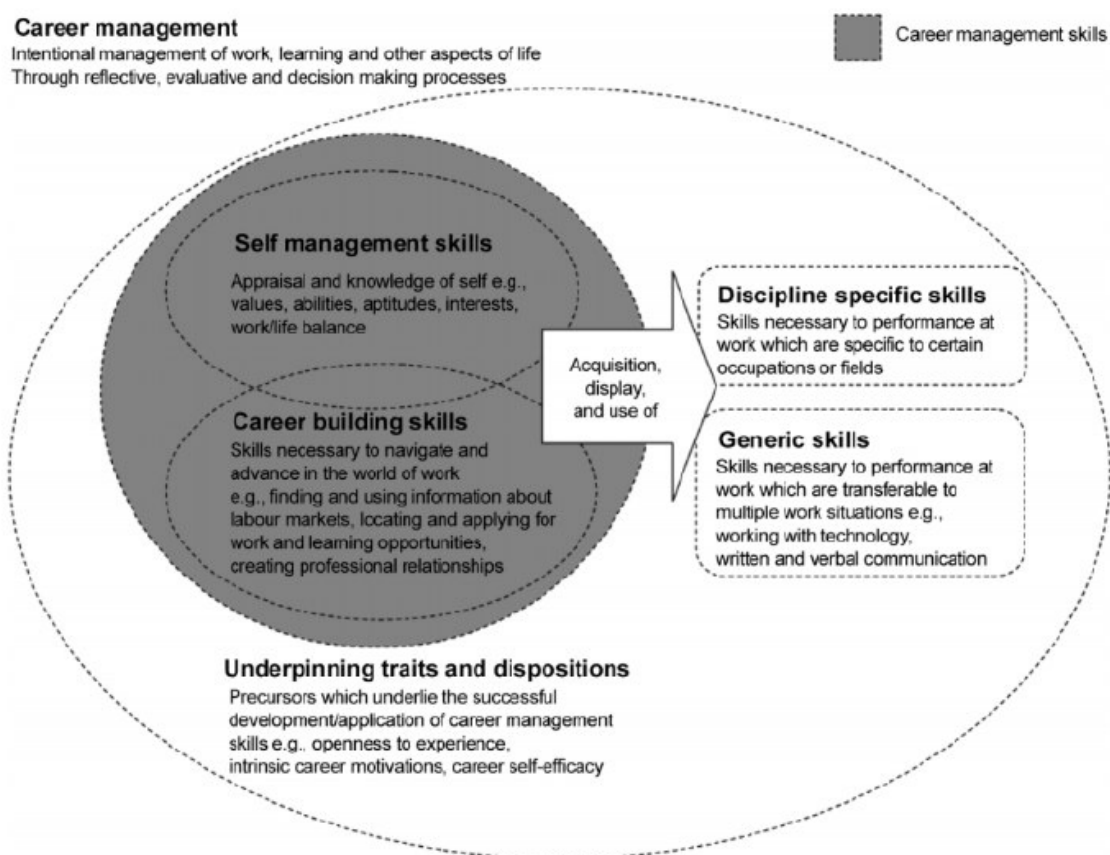 Career management
Intentional management of work, learning and other aspects of life
Through reflective, evaluative and decision making processes
Career management skills
Self management skills
Appraisal and knowledge of self e.g.,
values, abilities, aptitudes, interests,
work/life balance
Career building skills
Skills necessary to navigate and
advance in the world of work
e.g., finding and using information about
labour markets, locating and applying for
work and learning opportunities,
creating professional relationships
Acquisition,
display,
and use of
Discipline specific skills
Skills necessary to performance at
work which are specific to certain
occupations or fields
Generic skills
Skills necessary to performance at
work which are transferable to
multiple work situations e.g.,
working with technology,
written and verbal communication
Underpinning traits and dispositions
Precursors which underlie the successful
development/application of career management
skills e.g., openness to experience,
intrinsic career motivations, career self-efficacy